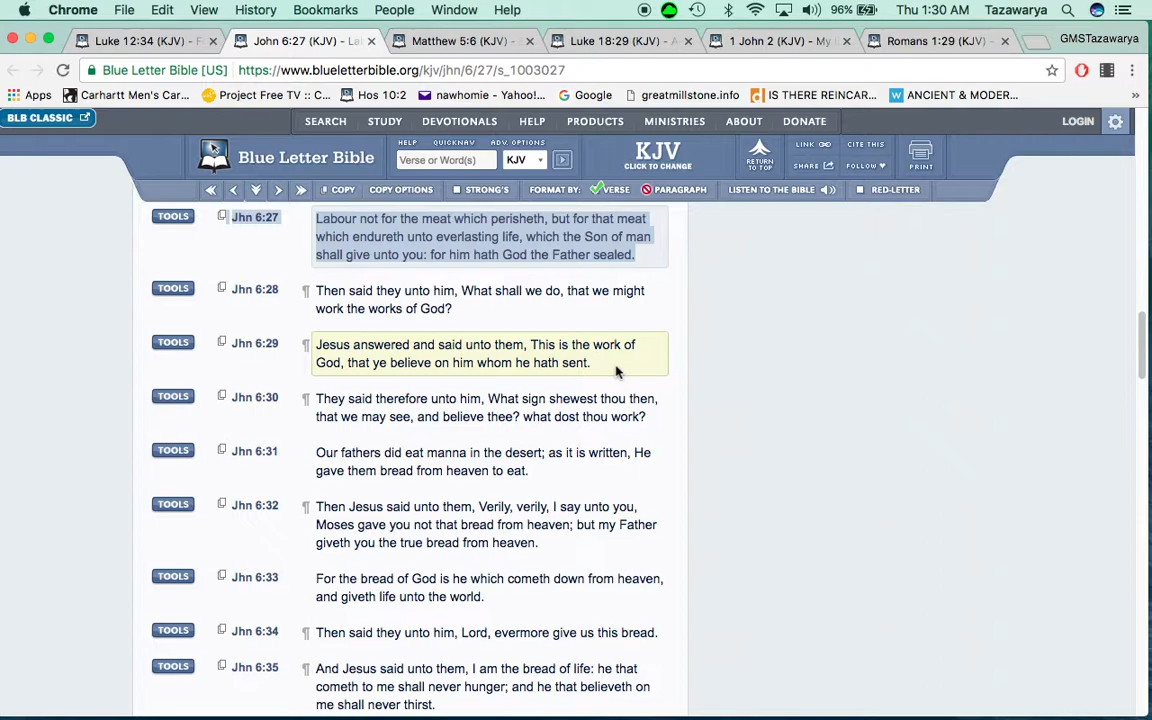 Chrome File Edit View History Bookmarks People Window Help 96% Thu 1:30 AM Tazawarya
Luke 12:34 (KJV) - F
John 6:27 (KJV) - La
Matthew 5:6 (KJV) -
Luke 18:29 (KJV) - A
1 John 2 (KJV) - My
Romans 1:29 (KJV) -
GMSTazawarya
Blue Letter Bible [US] https://www.blueletterbible.org/kjv/jhn/6/27/s_1003027
Apps Carhartt Men's Car... Project Free TV :: C... Hos 10:2 nawhomie - Yahoo!... Google greatmillstone.info IS THERE REINCAR... ANCIENT & MODER... »
BLB CLASSIC
SEARCH STUDY DEVOTIONALS HELP PRODUCTS MINISTRIES ABOUT DONATE LOGIN
HELP QUICKNAV ADV. OPTIONS
Blue Letter Bible
Verse or Word(s) KJV
KJV
CLICK TO CHANGE
RETURN TO TOP
LINK CITE THIS
SHARE FOLLOW
PRINT
COPY COPY OPTIONS STRONG'S FORMAT BY: VERSE PARAGRAPH LISTEN TO THE BIBLE RED-LETTER
TOOLS Jhn 6:27 Labour not for the meat which perisheth, but for that meat
which endureth unto everlasting life, which the Son of man
shall give unto you: for him hath God the Father sealed.
TOOLS Jhn 6:28 ¶ Then said they unto him, What shall we do, that we might
work the works of God?
TOOLS Jhn 6:29 ¶ Jesus answered and said unto them, This is the work of
God, that ye believe on him whom he hath sent.
TOOLS Jhn 6:30 ¶ They said therefore unto him, What sign shewest thou then,
that we may see, and believe thee? what dost thou work?
TOOLS Jhn 6:31 Our fathers did eat manna in the desert; as it is written, He
gave them bread from heaven to eat.
TOOLS Jhn 6:32 ¶ Then Jesus said unto them, Verily, verily, I say unto you,
Moses gave you not that bread from heaven; but my Father
giveth you the true bread from heaven.
TOOLS Jhn 6:33 For the bread of God is he which cometh down from heaven,
and giveth life unto the world.
TOOLS Jhn 6:34 ¶ Then said they unto him, Lord, evermore give us this bread.
TOOLS Jhn 6:35 ¶ And Jesus said unto them, I am the bread of life: he that
cometh to me shall never hunger; and he that believeth on
me shall never thirst.